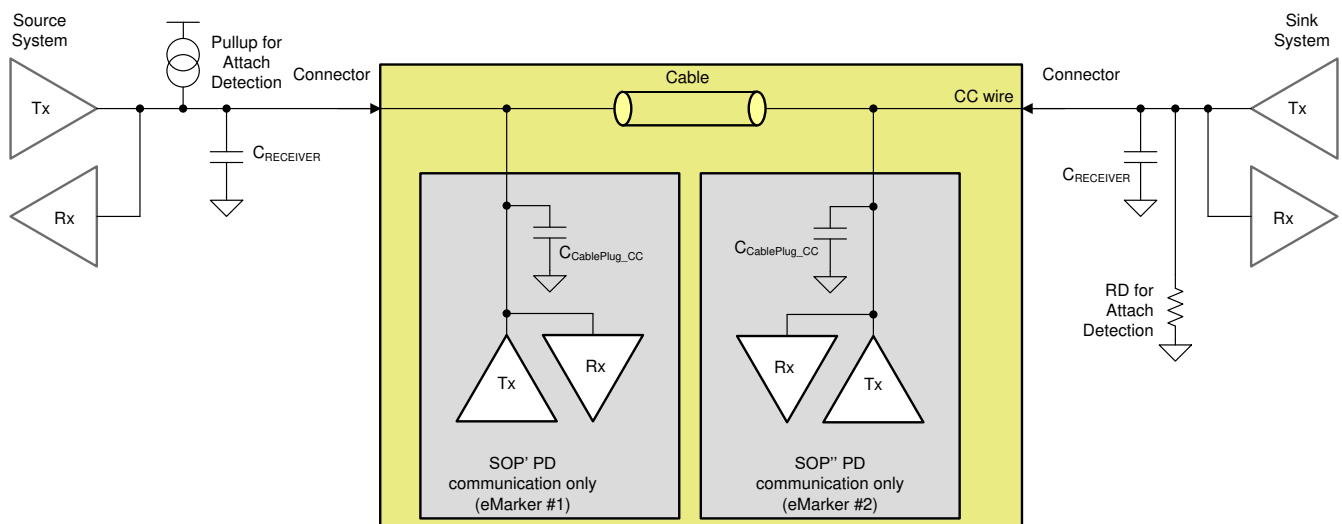 Source
System
Pullup for
Attach
Detection
Connector
Tx
Rx
CRECEIVER
Cable
CC wire
CCablePlug_CC
Tx
Rx
SOP' PD
communication only
(eMarker #1)
CCablePlug_CC
Rx
Tx
SOP'' PD
communication only
(eMarker #2)
Connector
Sink
System
Tx
Rx
CRECEIVER
RD for
Attach
Detection